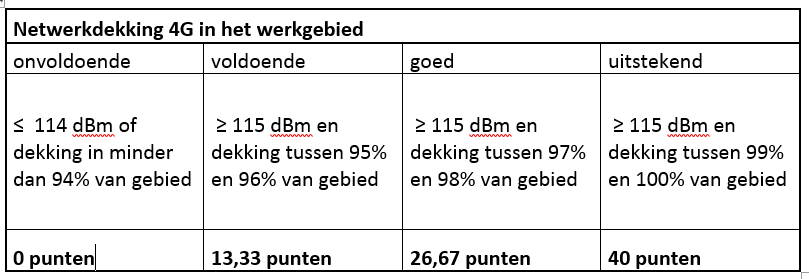 Netwerkdekking 4G in het werkgebied
onvoldoende voldoende goed uitstekend
≤ 114 dBm of
dekking in minder
dan 94% van gebied
≥ 115 dBm en
dekking tussen 95%
en 96% van gebied
≥ 115 dBm en
dekking tussen 97%
en 98% van gebied
≥ 115 dBm en
dekking tussen 99%
en 100% van gebied
0 punten 13,33 punten 26,67 punten 40 punten